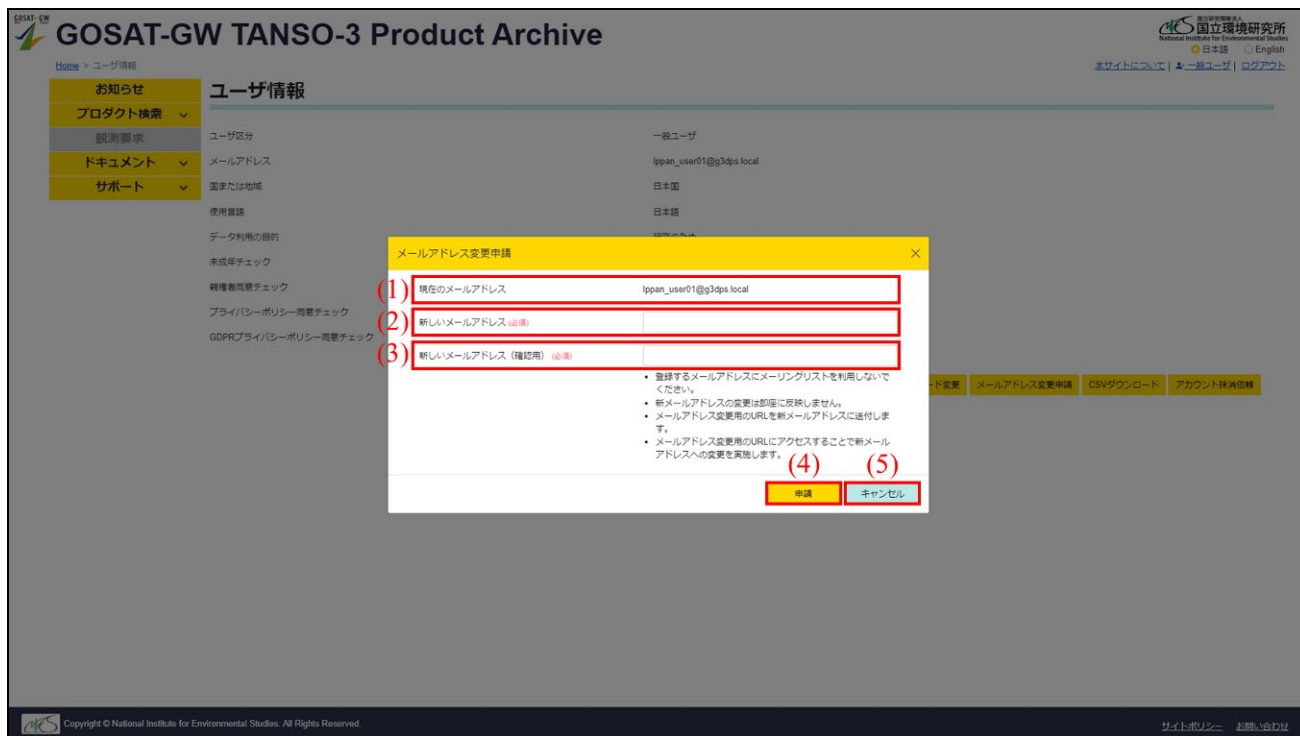 GOSAT-GW
GOSAT-GW TANSO-3 Product Archive
国立研究開発法人
国立環境研究所
National Institute for Environmental Studies
日本語 English
Home > ユーザ情報
本サイトについて | 一般ユーザ | ログアウト
お知らせ
プロダクト検索
観測要求
ドキュメント
サポート
ユーザ情報
ユーザ区分 一般ユーザ
メールアドレス Ippan_user01@g3dps.local
国または地域 日本国
使用言語 日本語
データ利用の目的 研究のため
未成年チェック
親権者同意チェック
プライバシーポリシー同意チェック
GDPRプライバシーポリシー同意チェック
メールアドレス変更申請
(1) 現在のメールアドレス Ippan_user01@g3dps.local
(2) 新しいメールアドレス (必須)
(3) 新しいメールアドレス（確認用） (必須)
• 登録するメールアドレスにメーリングリストを利用しないで
ください。
• 新メールアドレスの変更は即座に反映しません。
• メールアドレス変更用のURLを新メールアドレスに送付しま
す。
• メールアドレス変更用のURLにアクセスすることで新メール
アドレスへの変更を実施します。
(4) (5)
申請 キャンセル
ード変更 メールアドレス変更申請 CSVダウンロード アカウント抹消依頼
NIES
Copyright © National Institute for Environmental Studies. All Rights Reserved.
サイトポリシー お問い合わせ